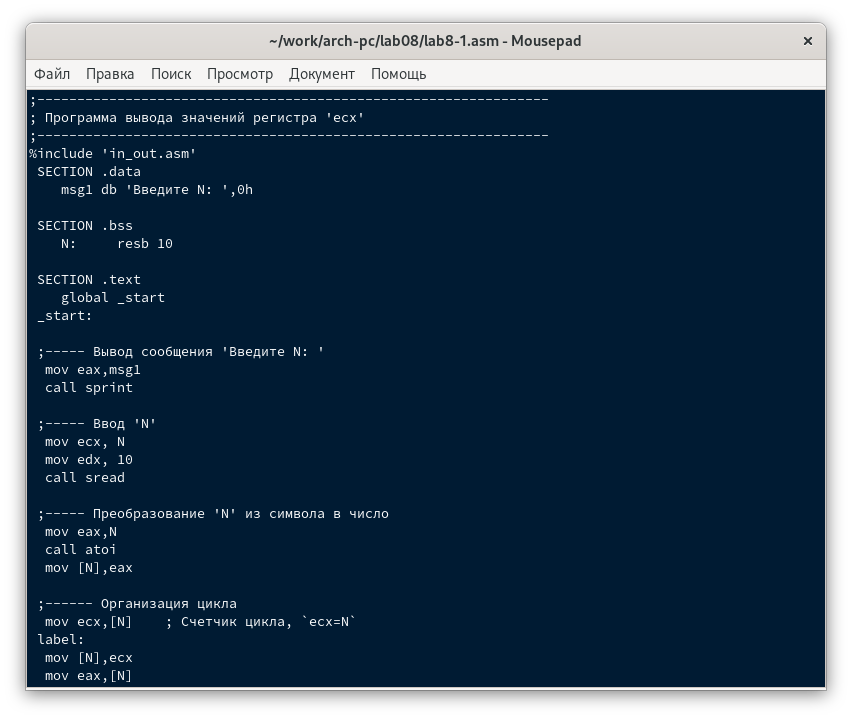 ~/work/arch-pc/lab08/lab8-1.asm - Mousepad
Файл Правка Поиск Просмотр Документ Помощь
;----------------------------------------------------------------
; Программа вывода значений регистра 'ecx'
;----------------------------------------------------------------
%include 'in_out.asm'
SECTION .data
msg1 db 'Введите N: ',0h
SECTION .bss
N: resb 10
SECTION .text
global _start
_start:
;----- Вывод сообщения 'Введите N: '
mov eax,msg1
call sprint
;----- Ввод 'N'
mov ecx, N
mov edx, 10
call sread
;----- Преобразование 'N' из символа в число
mov eax,N
call atoi
mov [N],eax
;------ Организация цикла
mov ecx,[N] ; Счетчик цикла, `ecx=N`
label:
mov [N],ecx
mov eax,[N]